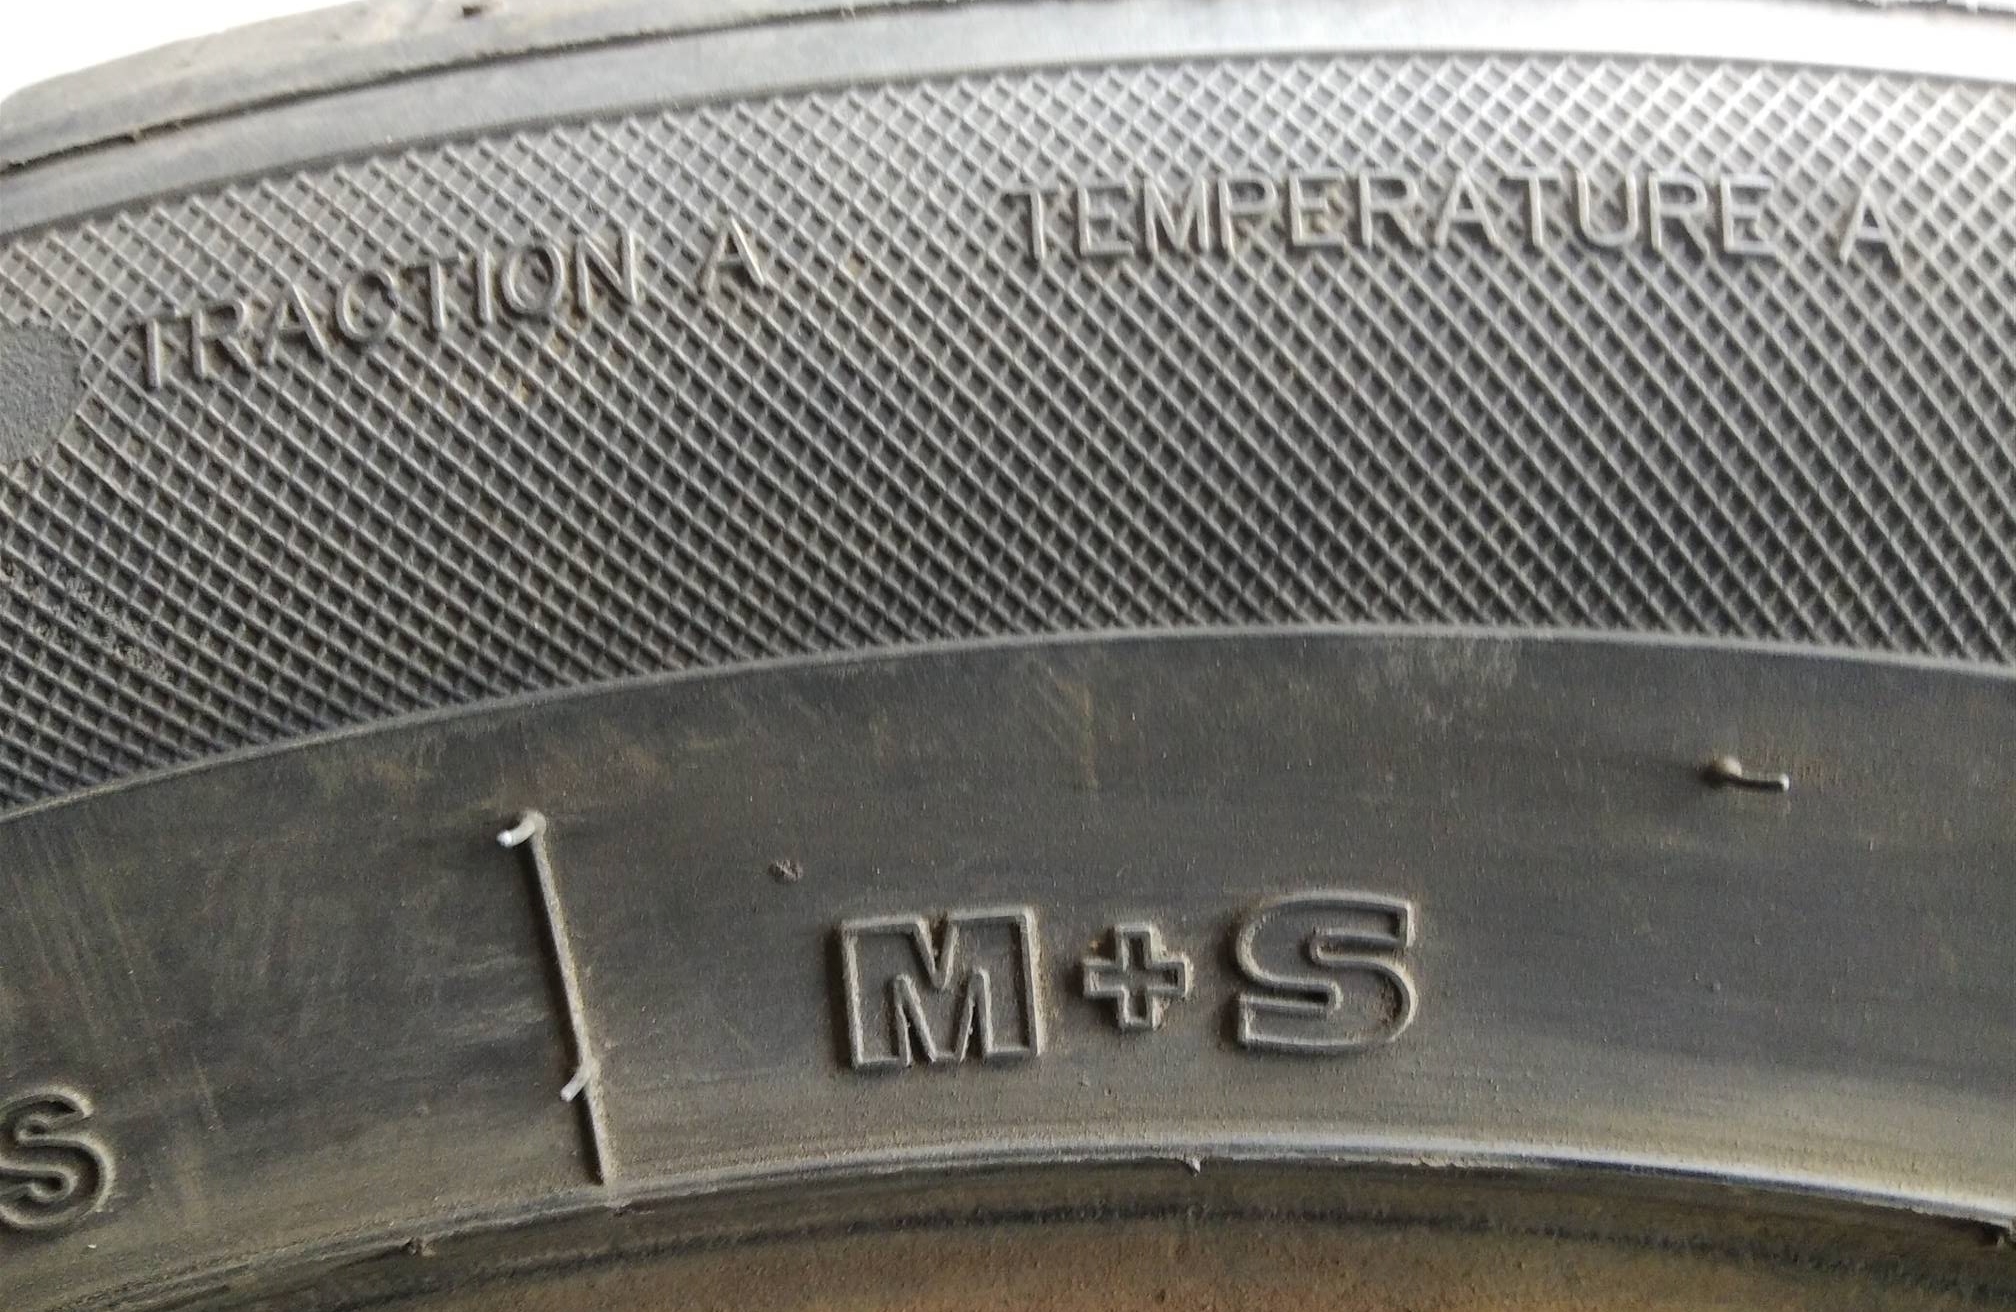 TRACTION A TEMPERATURE A
S M+S